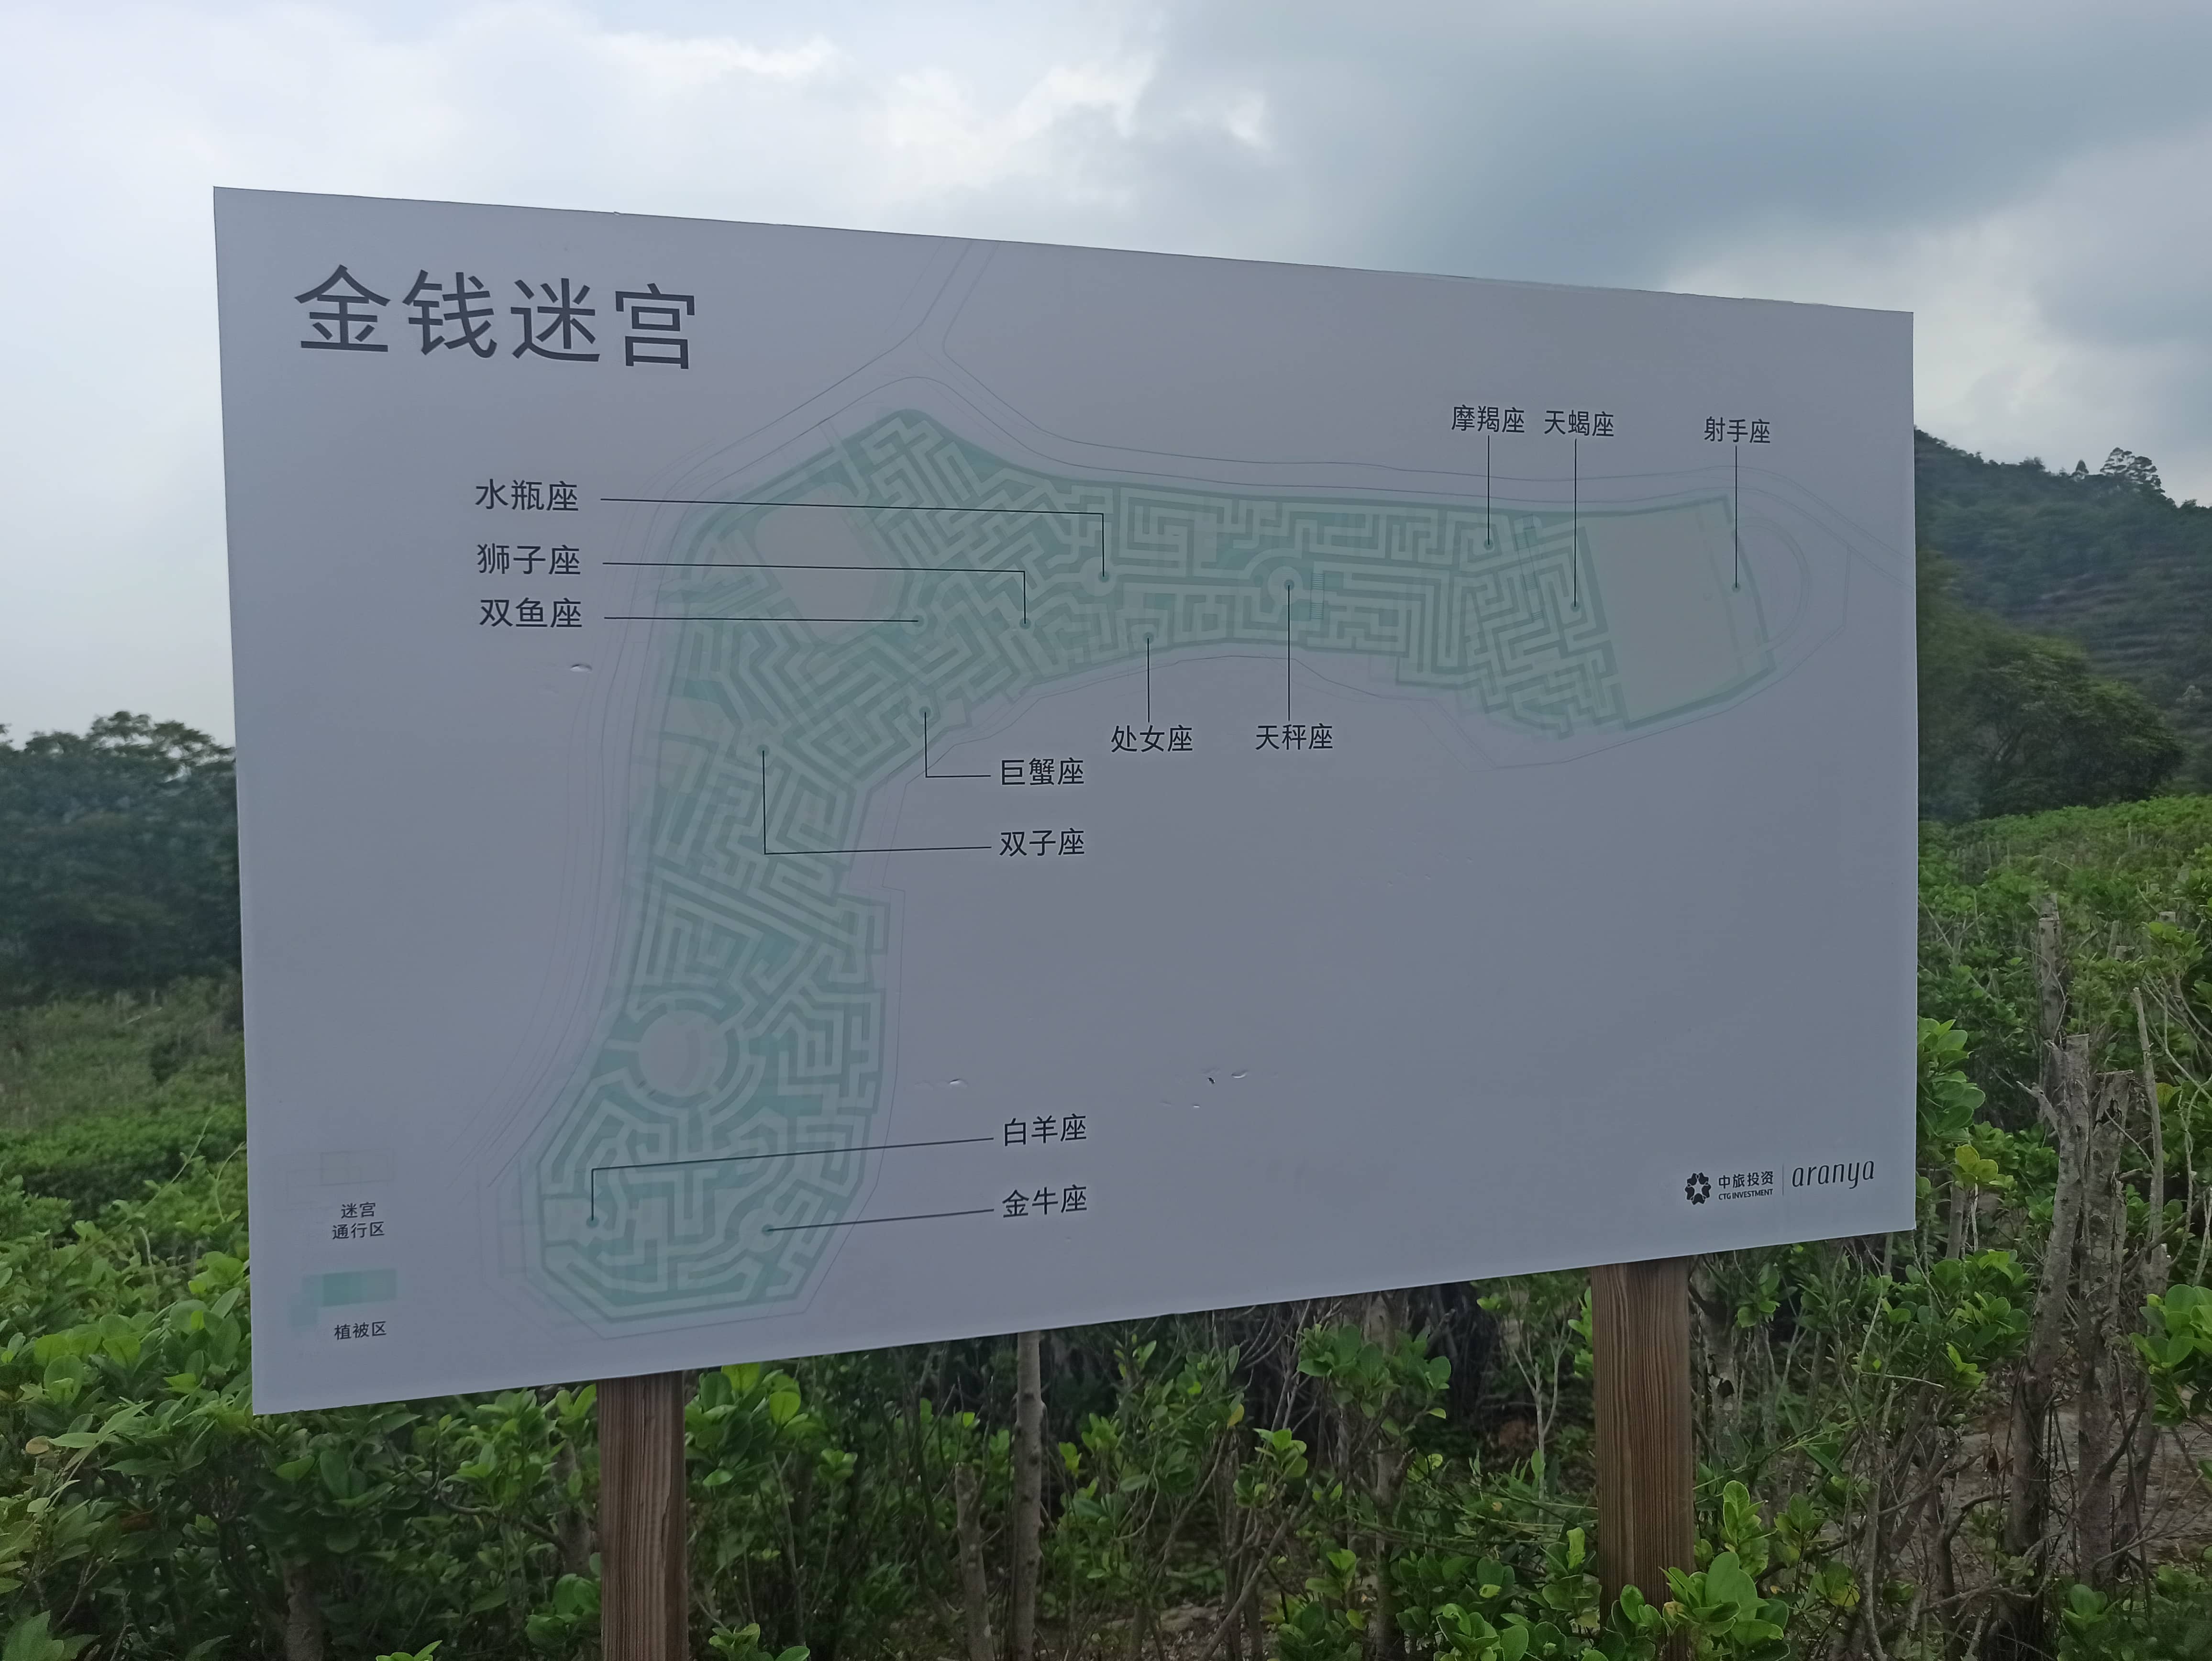 金钱迷宫
摩羯座 天蝎座 射手座
水瓶座
狮子座
双鱼座
处女座 天秤座
巨蟹座
双子座
白羊座
金牛座
迷宫
通行区
植被区
中旅投资
CTG INVESTMENT
aranya